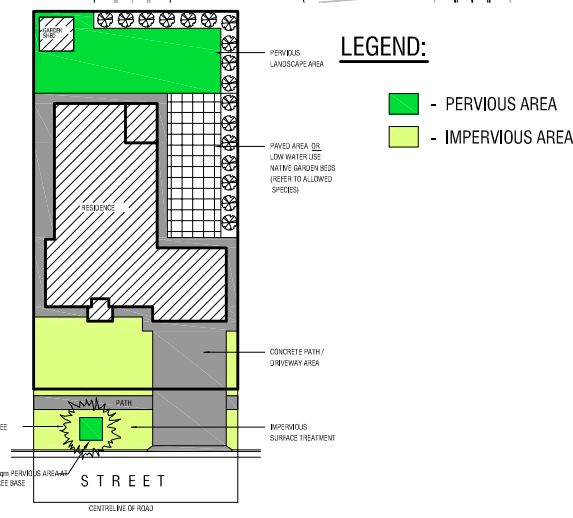 GARDEN
SHED
PERVIOUS
LANDSCAPE AREA
LEGEND:
- PERVIOUS AREA
- IMPERVIOUS AREA
PAVED AREA OR
LOW WATER USE
NATIVE GARDEN BEDS
(REFER TO ALLOWED
SPECIES)
RESIDENCE
CONCRETE PATH /
DRIVEWAY AREA
PATH
IMPERVIOUS
SURFACE TREATMENT
PERVIOUS AREA AT
BASE
STREET
CENTRELINE OF ROAD